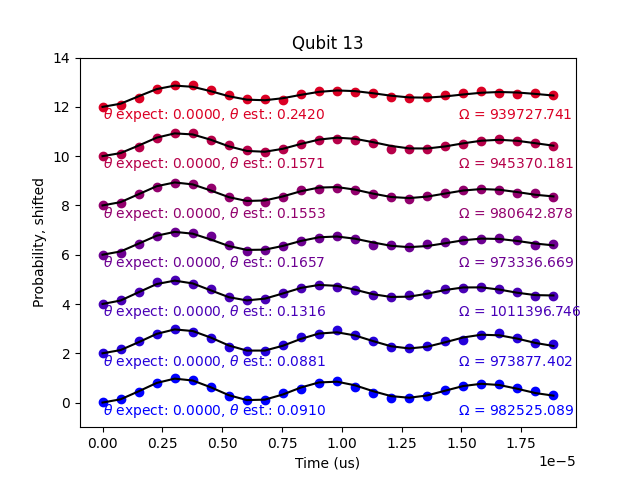 Qubit 13
Probability, shifted
14
12
θ expect: 0.0000, θ est.: 0.2420 Ω = 939727.741
10
θ expect: 0.0000, θ est.: 0.1571 Ω = 945370.181
8
θ expect: 0.0000, θ est.: 0.1553 Ω = 980642.878
6
θ expect: 0.0000, θ est.: 0.1657 Ω = 973336.669
4
θ expect: 0.0000, θ est.: 0.1316 Ω = 1011396.746
2
θ expect: 0.0000, θ est.: 0.0881 Ω = 973877.402
0
θ expect: 0.0000, θ est.: 0.0910 Ω = 982525.089
0.00 0.25 0.50 0.75 1.00 1.25 1.50 1.75
1e−5
Time (us)